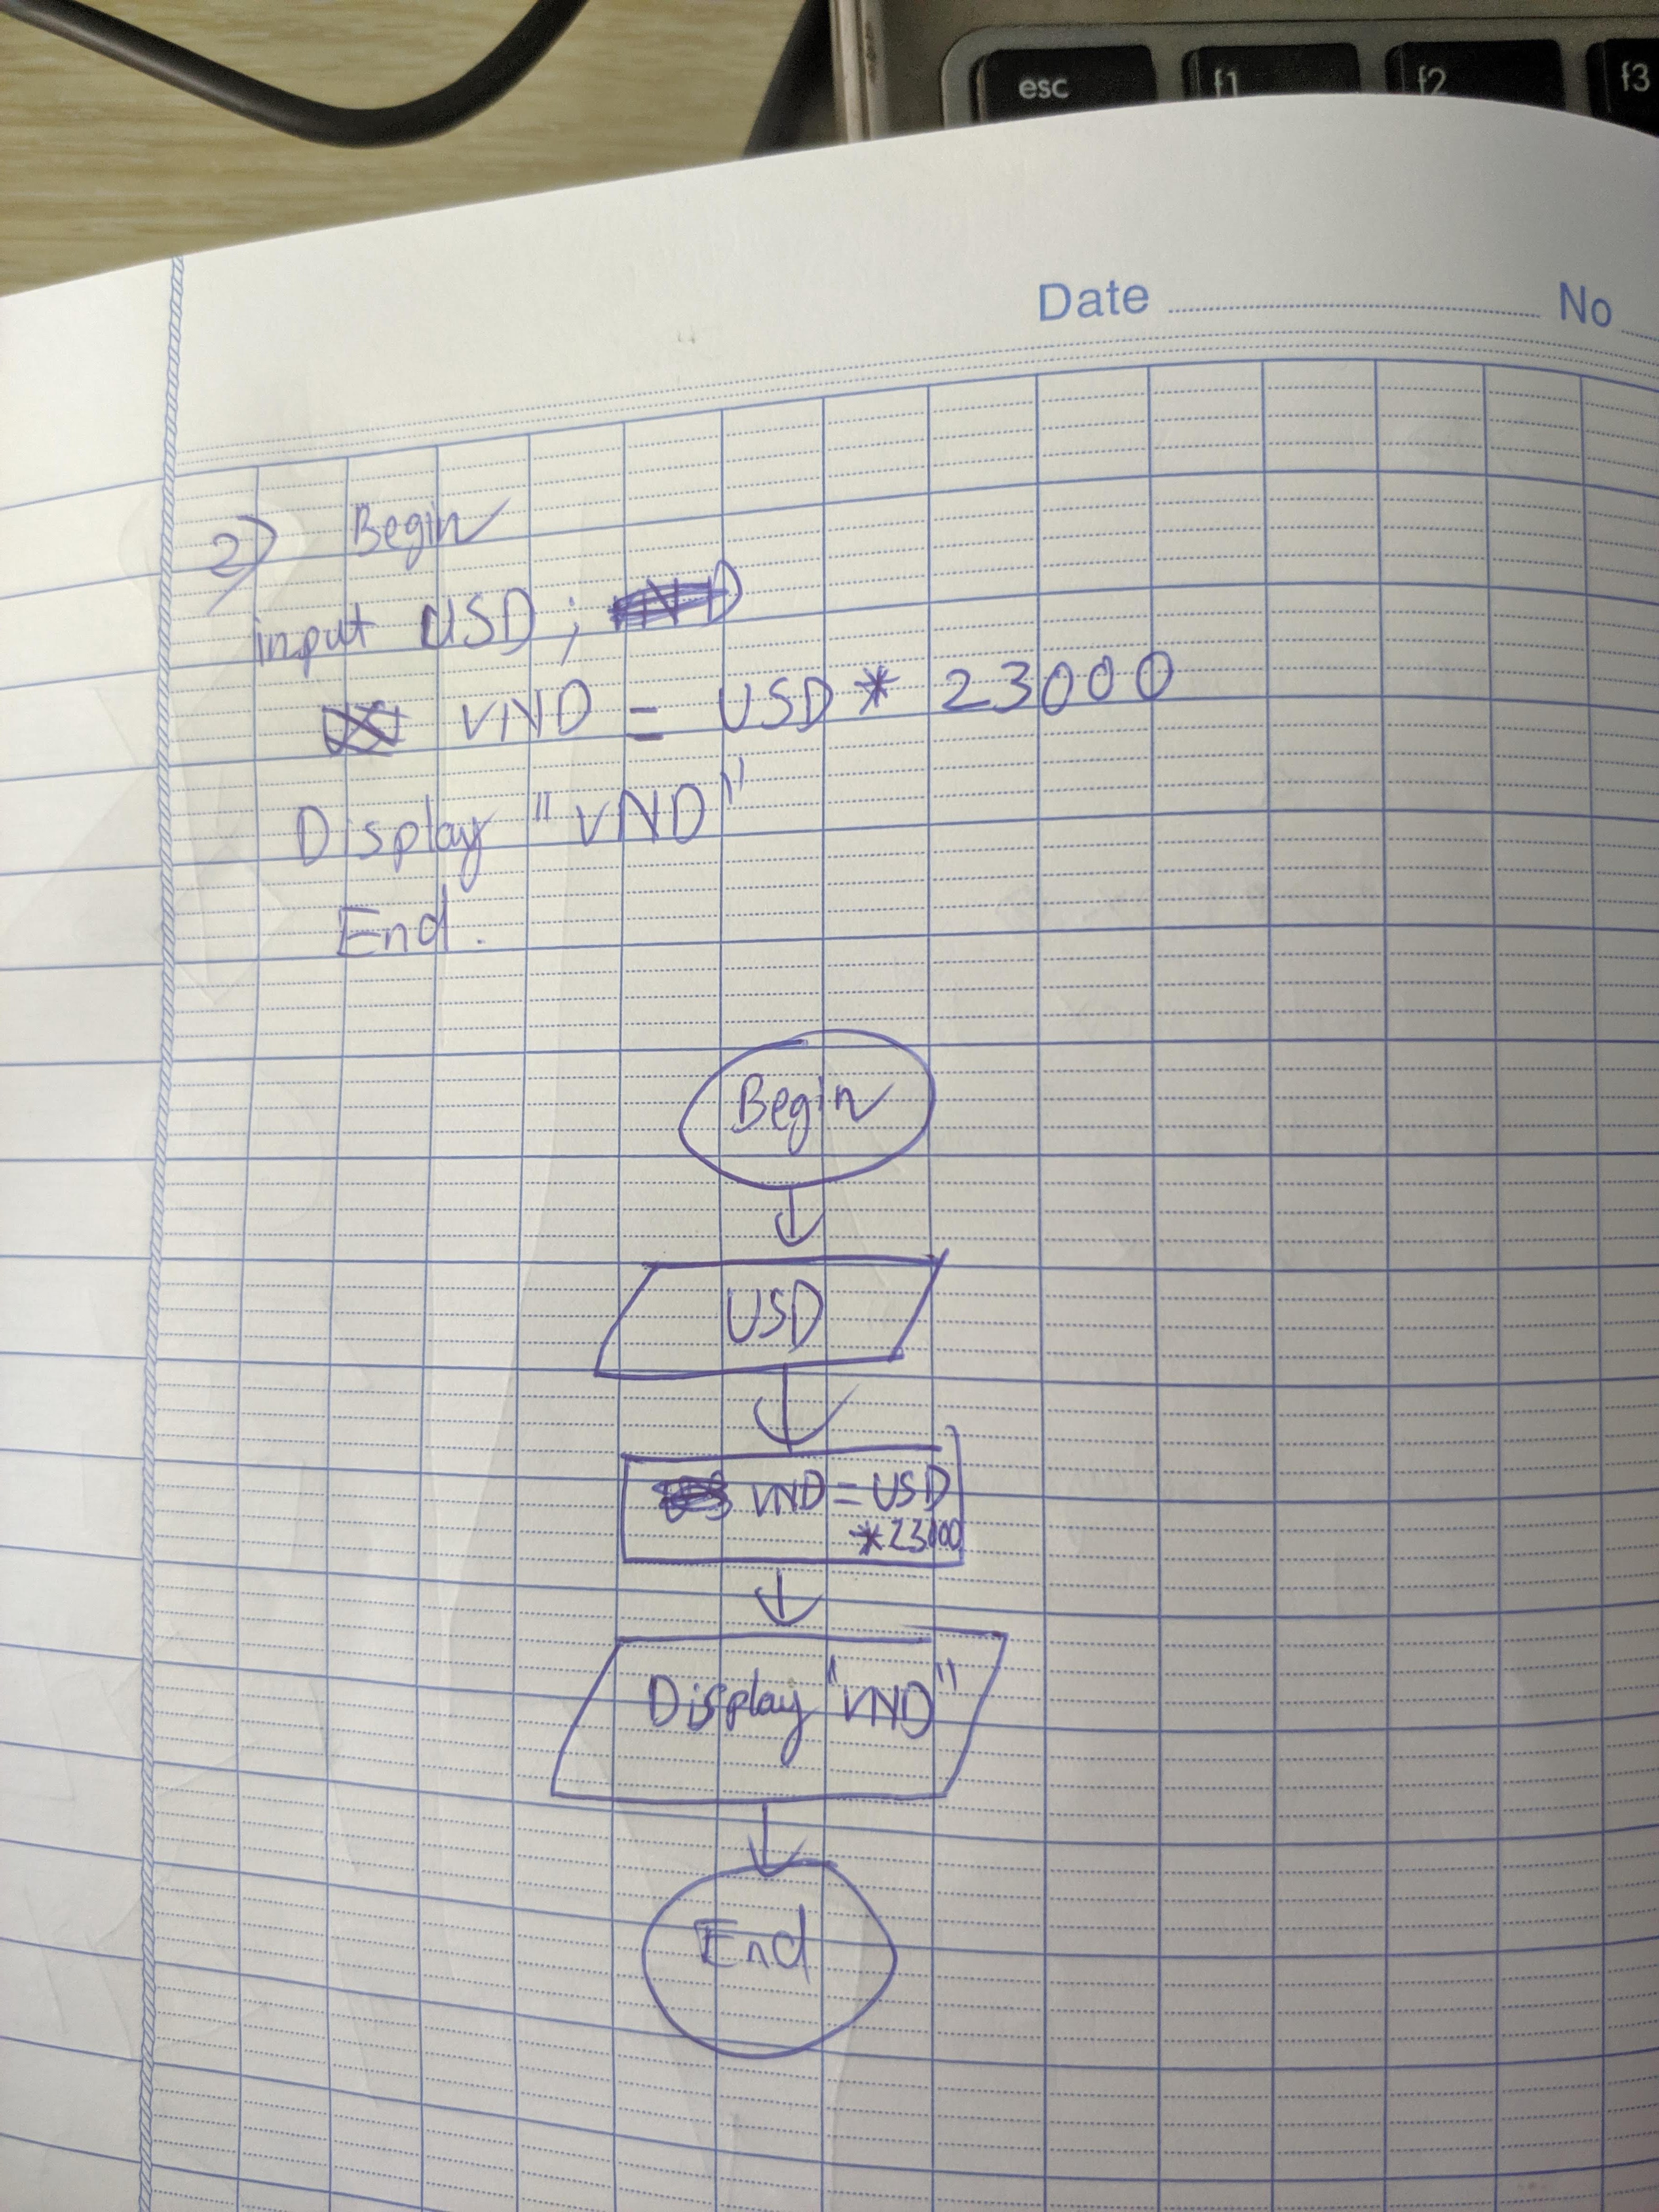 esc f1 f2 f3
Date No
2) Begin
input USD;
VND = USD * 23000
Display "VND"
End.
Begin
USD
VND = USD
* 23000
Display "VND"
End